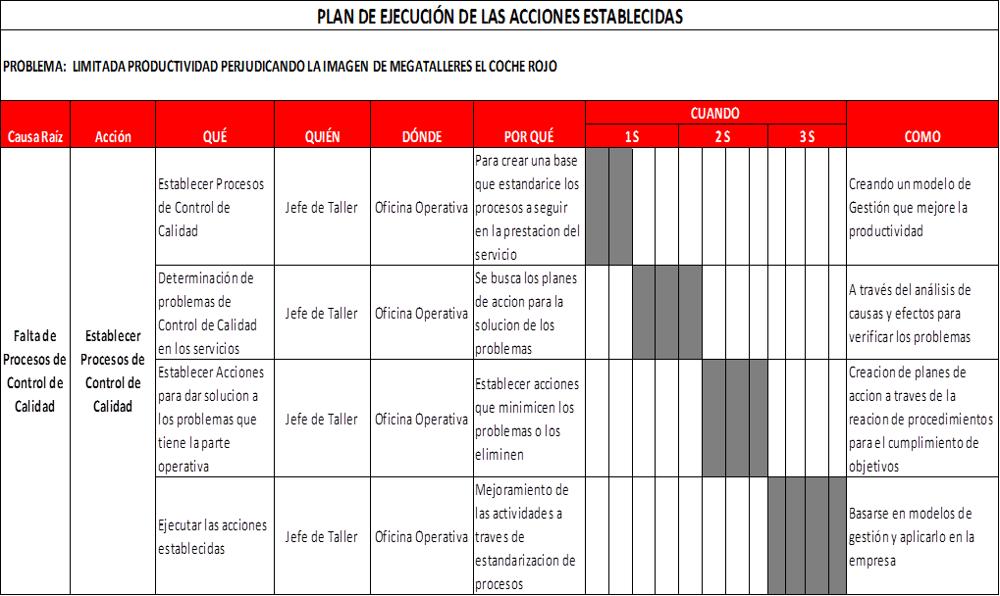 PLAN DE EJECUCIÓN DE LAS ACCIONES ESTABLECIDAS
PROBLEMA: LIMITADA PRODUCTIVIDAD PERJUDICANDO LA IMAGEN DE MEGATALLERES EL COCHE ROJO
Causa Raíz
Acción
QUÉ
QUIÉN
DÓNDE
POR QUÉ
CUANDO
1 S
2 S
3 S
COMO
Falta de
Procesos de
Control de
Calidad
Establecer
Procesos de
Control de
Calidad
Establecer Procesos
de Control de
Calidad
Jefe de Taller
Oficina Operativa
Para crear una base
que estandarice los
procesos a seguir
en la prestacion del
servicio
Creando un modelo de
Gestión que mejore la
productividad
Determinación de
problemas de
Control de Calidad
en los servicios
Jefe de Taller
Oficina Operativa
Se busca los planes
de accion para la
solucion de los
problemas
A través del análisis de
causas y efectos para
verificar los problemas
Establecer Acciones
para dar solucion a
los problemas que
tiene la parte
operativa
Jefe de Taller
Oficina Operativa
Establecer acciones
que minimicen los
problemas o los
eliminen
Creacion de planes de
accion a traves de la
reacion de procedimientos
para el cumplimiento de
objetivos
Ejecutar las acciones
establecidas
Jefe de Taller
Oficina Operativa
Mejoramiento de
las actividades a
traves de
estandarizacion de
procesos
Basarse en modelos de
gestión y aplicarlo en la
empresa